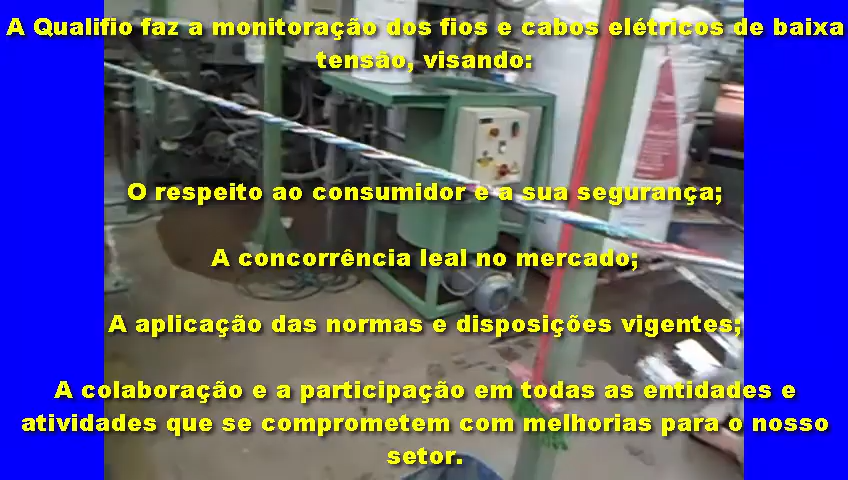 A Qualifio faz a monitoração dos fios e cabos elétricos de baixa
tensão, visando:
O respeito ao consumidor e a sua segurança;
A concorrência leal no mercado;
A aplicação das normas e disposições vigentes;
A colaboração e a participação em todas as entidades e
atividades que se comprometem com melhorias para o nosso
setor.